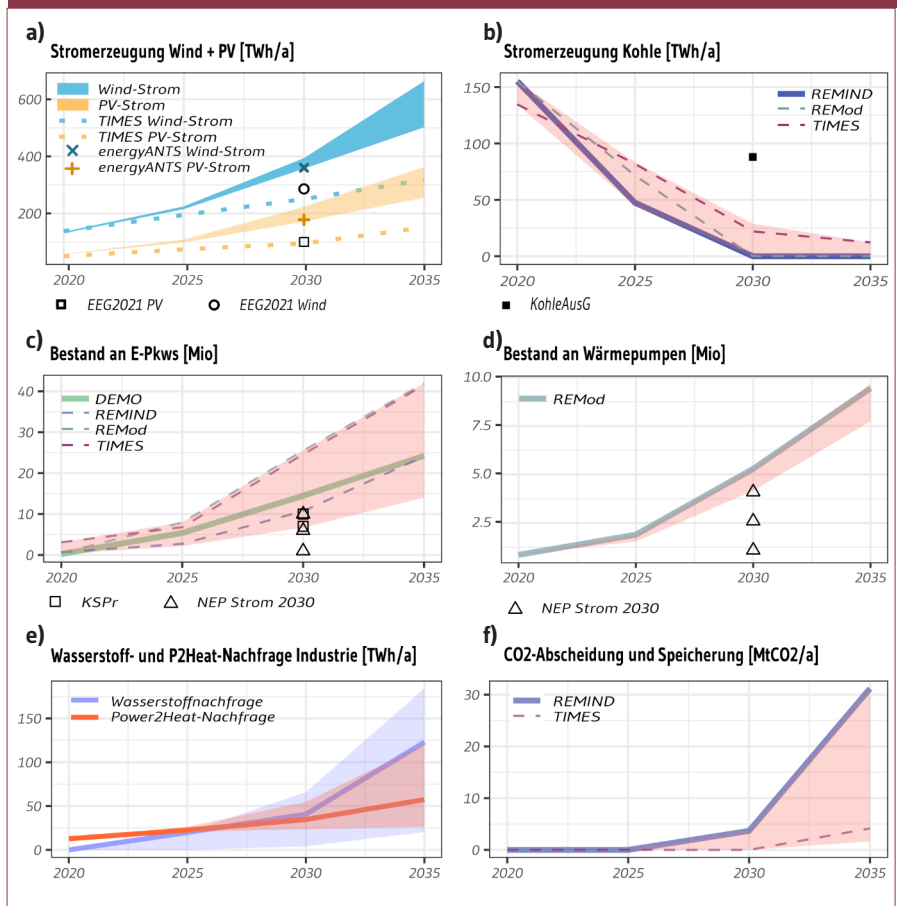 a)
Stromerzeugung Wind + PV [TWh/a]
600
400
200
Wind-Strom
PV-Strom
TIMES Wind-Strom
TIMES PV-Strom
energyANTS Wind-Strom
energyANTS PV-Strom
2020 2025 2030 2035
EEG2021 PV EEG2021 Wind
b)
Stromerzeugung Kohle [TWh/a]
150
100
50
0
REMIND
REMod
TIMES
2020 2025 2030 2035
KohleAusG
c)
Bestand an E-Pkws [Mio]
40
30
20
10
0
DEMO
REMIND
REMod
TIMES
2020 2025 2030 2035
KSPr NEP Strom 2030
d)
Bestand an Wärmepumpen [Mio]
10.0
7.5
5.0
2.5
REMod
2020 2025 2030 2035
NEP Strom 2030
e)
Wasserstoff- und P2Heat-Nachfrage Industrie [TWh/a]
150
100
50
0
Wasserstoffnachfrage
Power2Heat-Nachfrage
2020 2025 2030 2035
f)
CO2-Abscheidung und Speicherung [MtCO2/a]
30
20
10
0
REMIND
TIMES
2020 2025 2030 2035